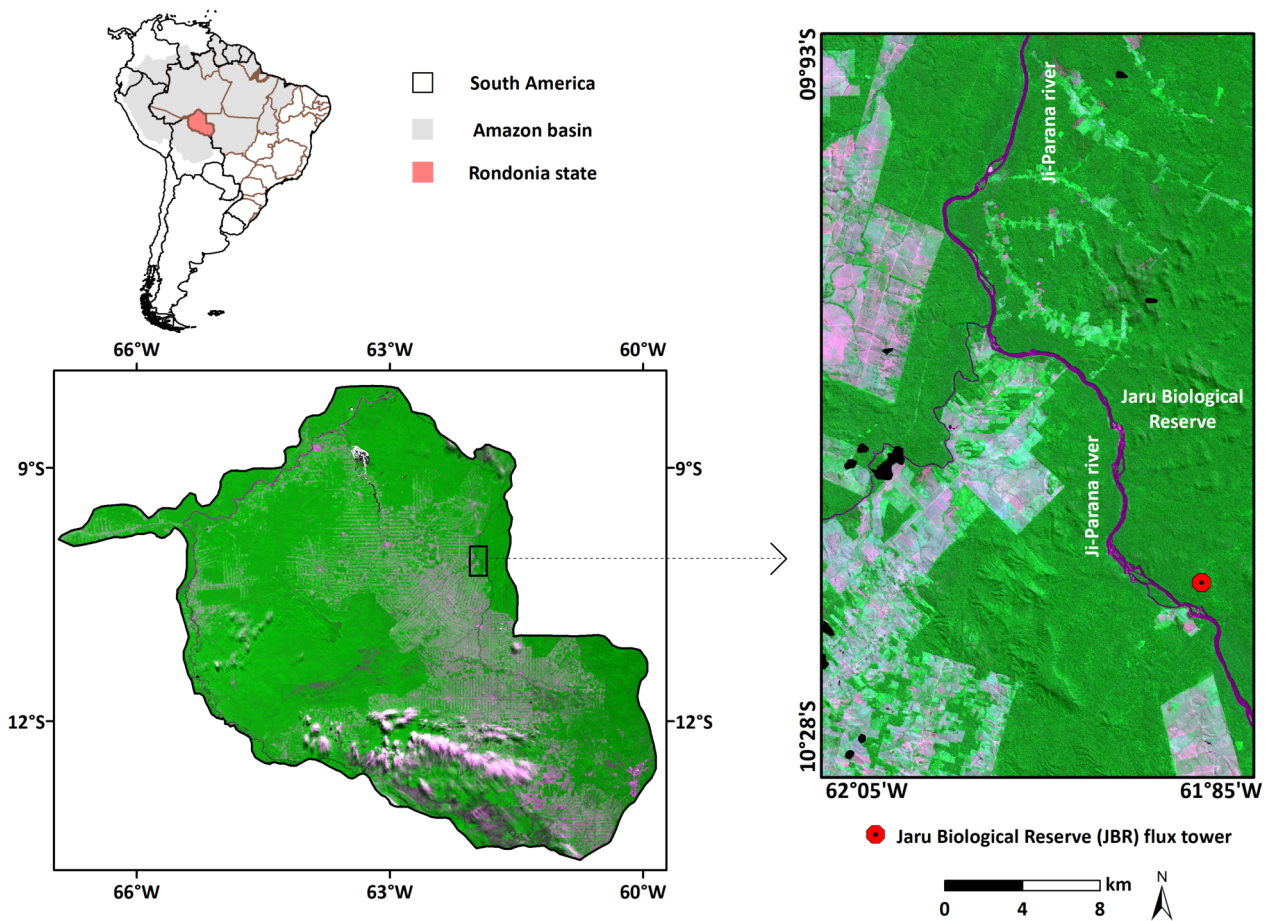 South America
Amazon basin
Rondonia state
66°W
63°W
60°W
9°S
9°S
12°S
12°S
66°W
63°W
60°W
09°93'S
Ji-Parana river
Jaru Biological
Reserve
Ji-Parana river
10°28'S
62°05'W
61°85'W
Jaru Biological Reserve (JBR) flux tower
km
0 4 8
N